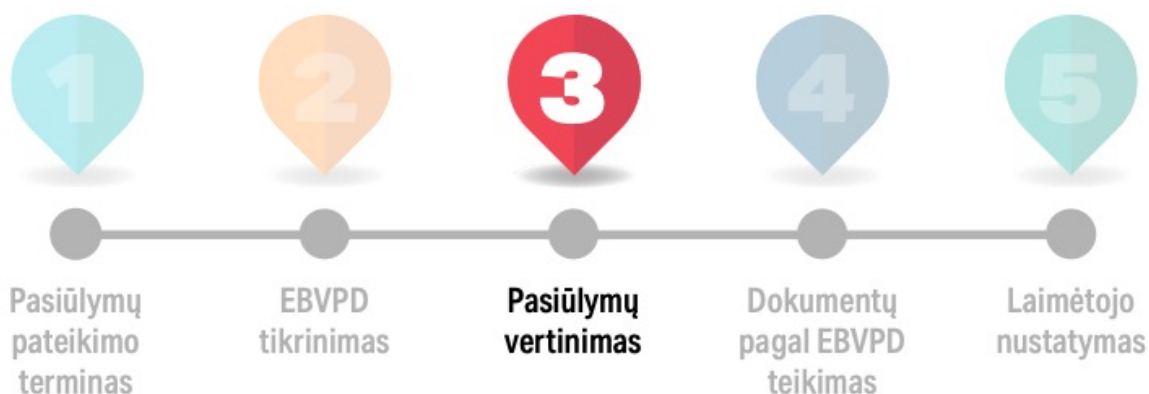 1
2
3
4
5
Pasiūlymų
pateikimo
terminas
EBVPD
tikrinimas
Pasiūlymų
vertinimas
Dokumentų
pagal EBVPD
teikimas
Laimėtojo
nustatymas